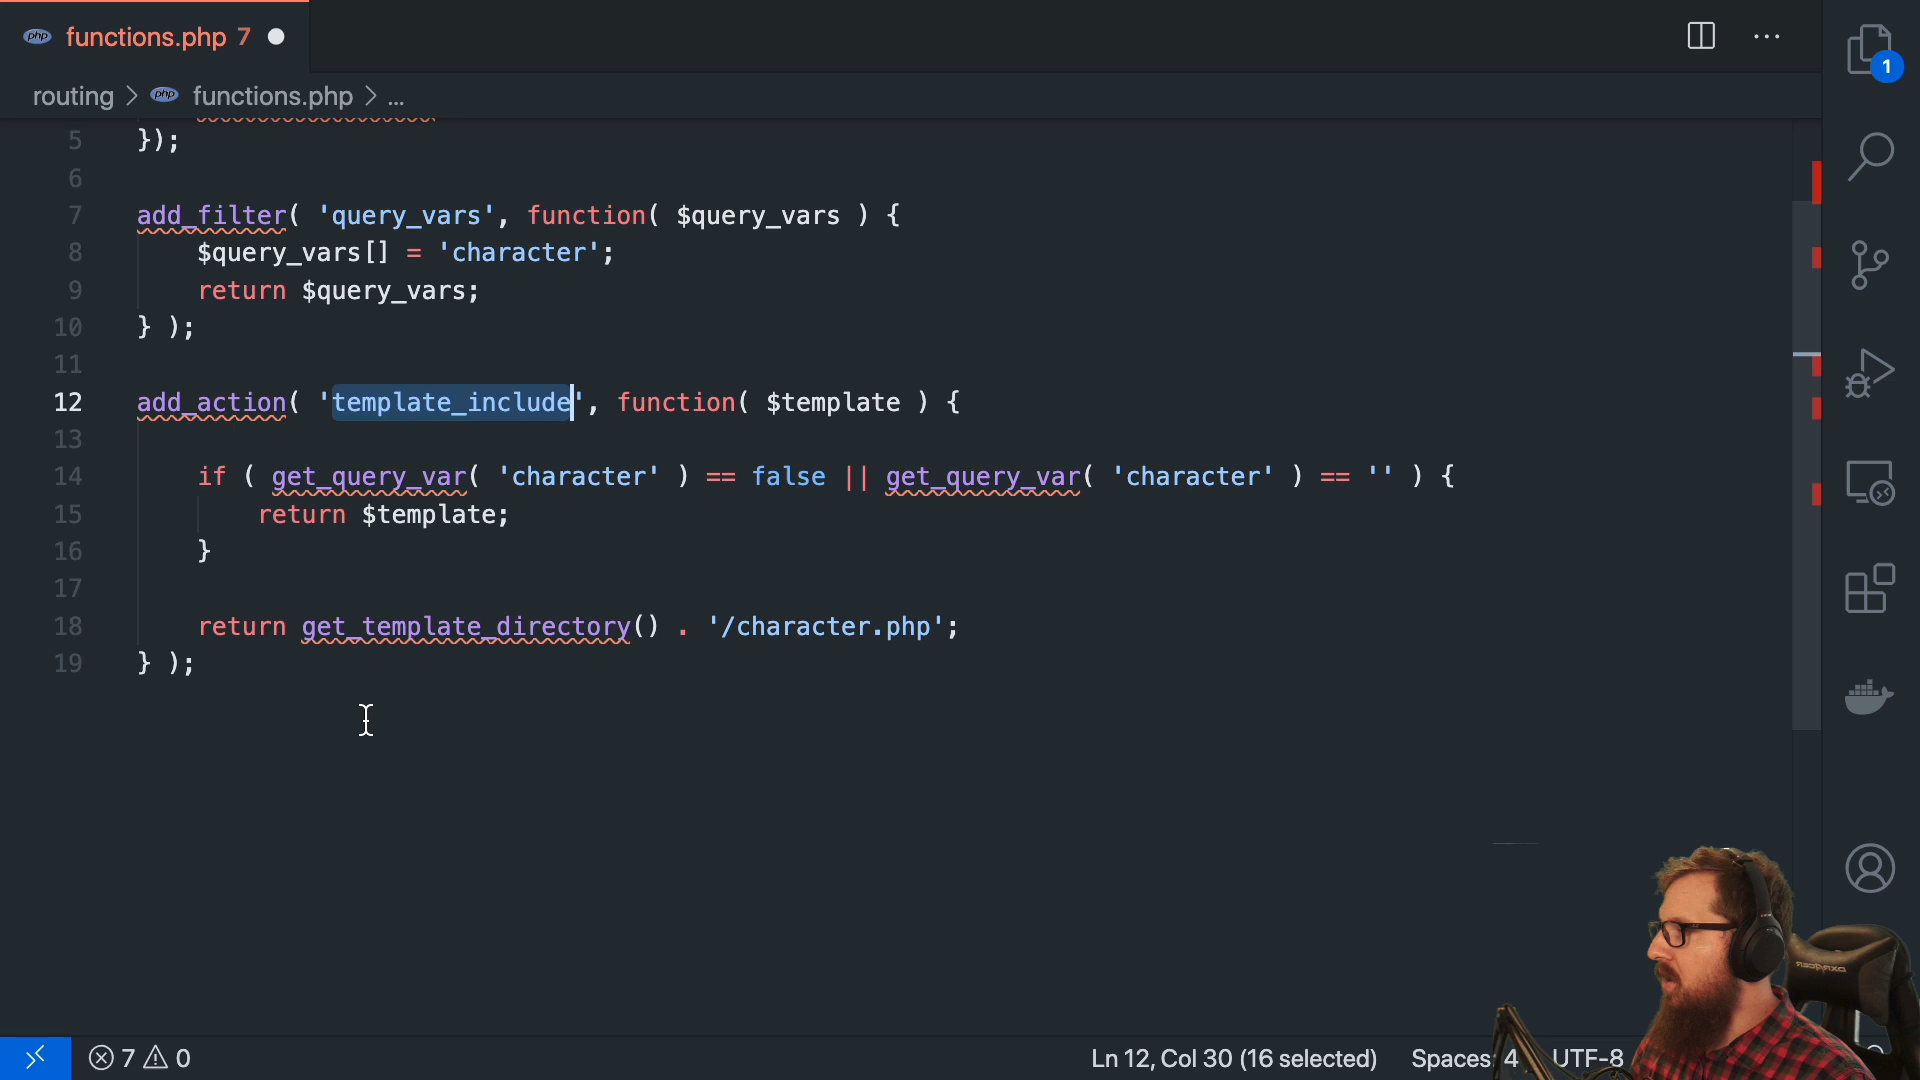 php functions.php 7
routing > php functions.php > ...
1
5 });
6
7 add_filter( 'query_vars', function( $query_vars ) {
8 $query_vars[] = 'character';
9 return $query_vars;
10 } );
11
12 add_action( 'template_include', function( $template ) {
13
14 if ( get_query_var( 'character' ) == false || get_query_var( 'character' ) == '' ) {
15 return $template;
16 }
17
18 return get_template_directory() . '/character.php';
19 } );
7 0 Ln 12, Col 30 (16 selected) Spaces: 4 UTF-8